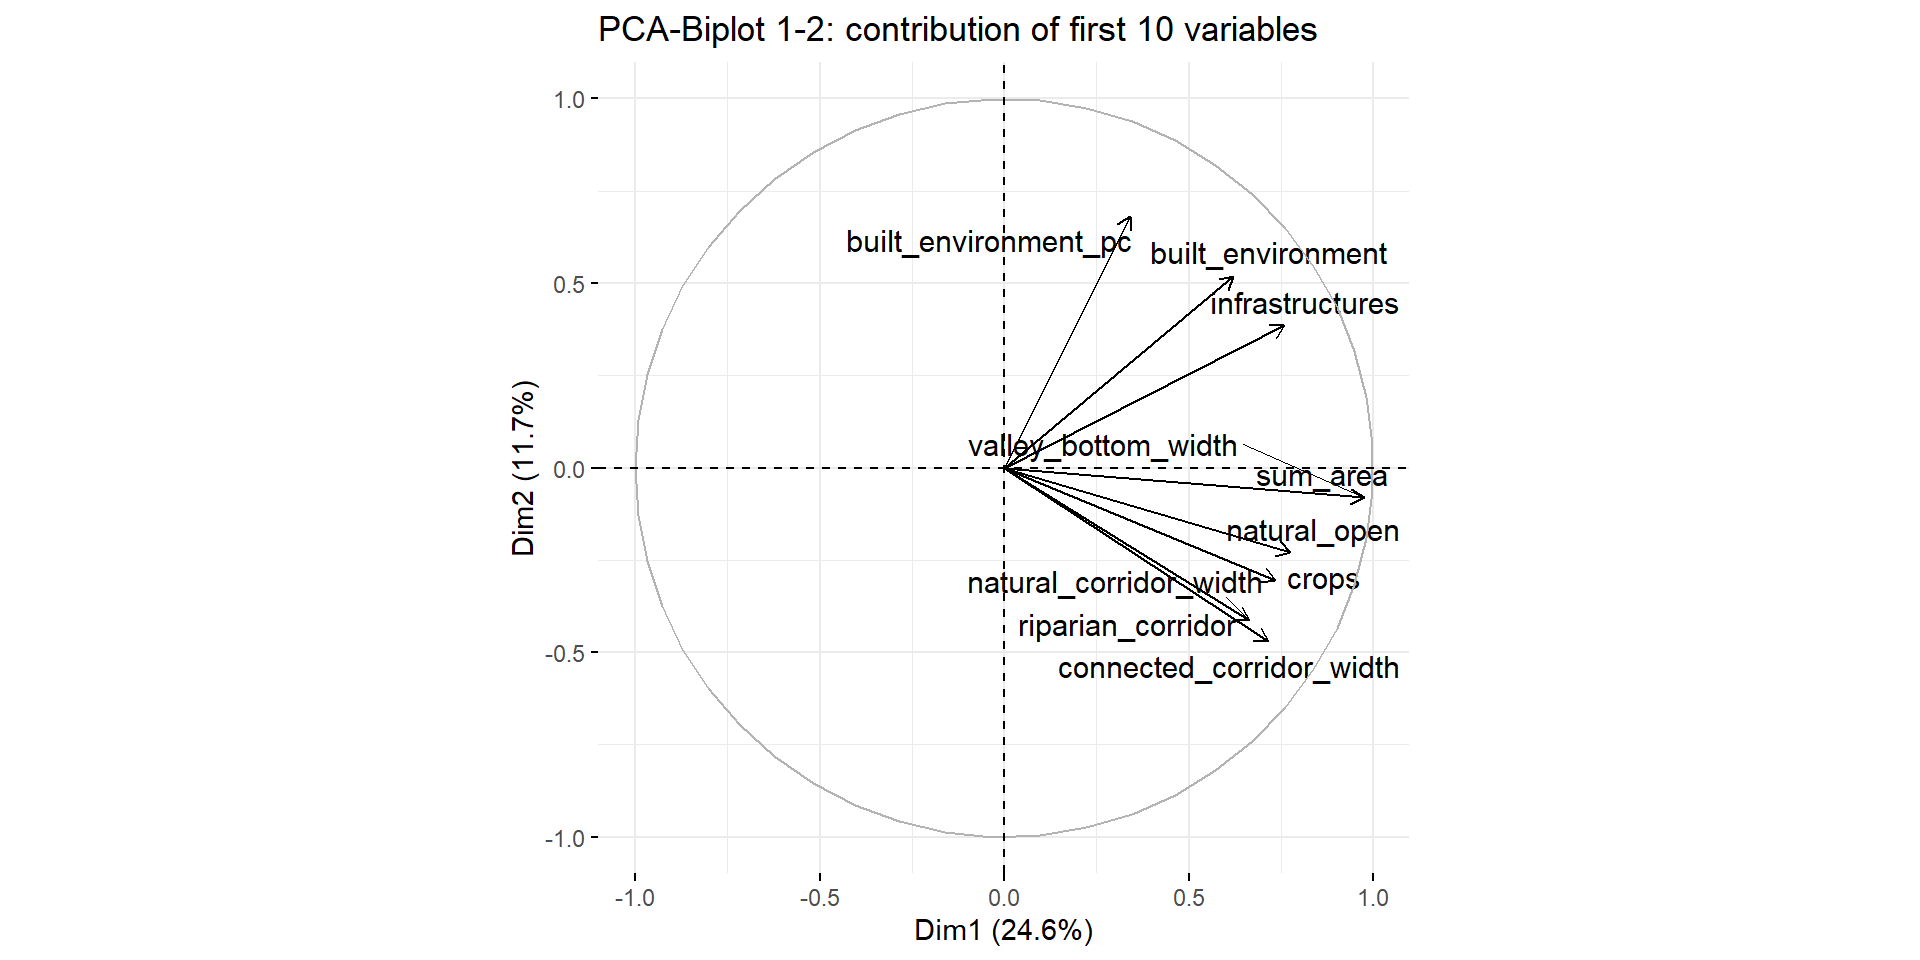 PCA-Biplot 1-2: contribution of first 10 variables
1.0
built_environment_pc
built_environment
0.5
infrastructures
valley_bottom_width
0.0
sum_area
natural_open
crops
natural_corridor_width
riparian_corridor
-0.5
connected_corridor_width
-1.0
Dim2 (11.7%)
-1.0 -0.5 0.0 0.5 1.0
Dim1 (24.6%)